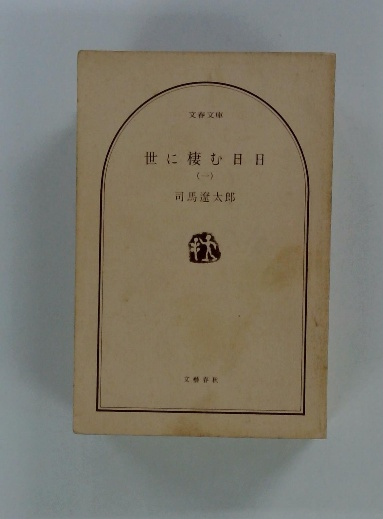 文春文庫
世に棲む日日
(一)
司馬遼太郎
文藝春秋